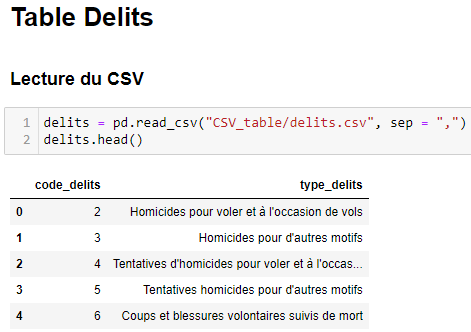 Table Delits
Lecture du CSV
1 delits = pd.read_csv("CSV_table/delits.csv", sep = ",")
2 delits.head()
code_delits type_delits
0 2 Homicides pour voler et à l'occasion de vols
1 3 Homicides pour d'autres motifs
2 4 Tentatives d'homicides pour voler et à l'occas...
3 5 Tentatives homicides pour d'autres motifs
4 6 Coups et blessures volontaires suivis de mort